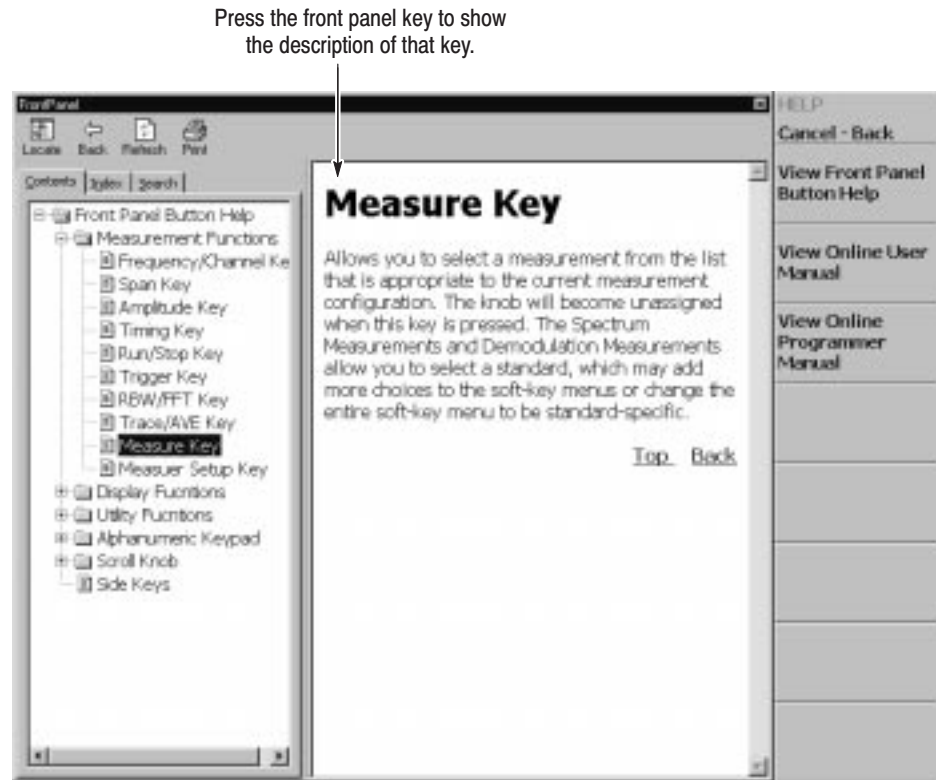 Press the front panel key to show
the description of that key.
FrontPanel
HELP
Locate Back Refresh Print
Cancel - Back
Contents Index Search
View Front Panel
Button Help
View Online User
Manual
View Online
Programmer
Manual
Front Panel Button Help
Measurement Functions
Frequency/Channel Ke
Span Key
Amplitude Key
Timing Key
Run/Stop Key
Trigger Key
RBW/FFT Key
Trace/AVE Key
Measure Key
Measuer Setup Key
Display Fucntions
Utility Fucntions
Alphanumeric Keypad
Scroll Knob
Side Keys
Measure Key
Allows you to select a measurement from the list
that is appropriate to the current measurement
configuration. The knob will become unassigned
when this key is pressed. The Spectrum
Measurements and Demodulation Measurements
allow you to select a standard, which may add
more choices to the soft-key menus or change the
entire soft-key menu to be standard-specific.
Top Back